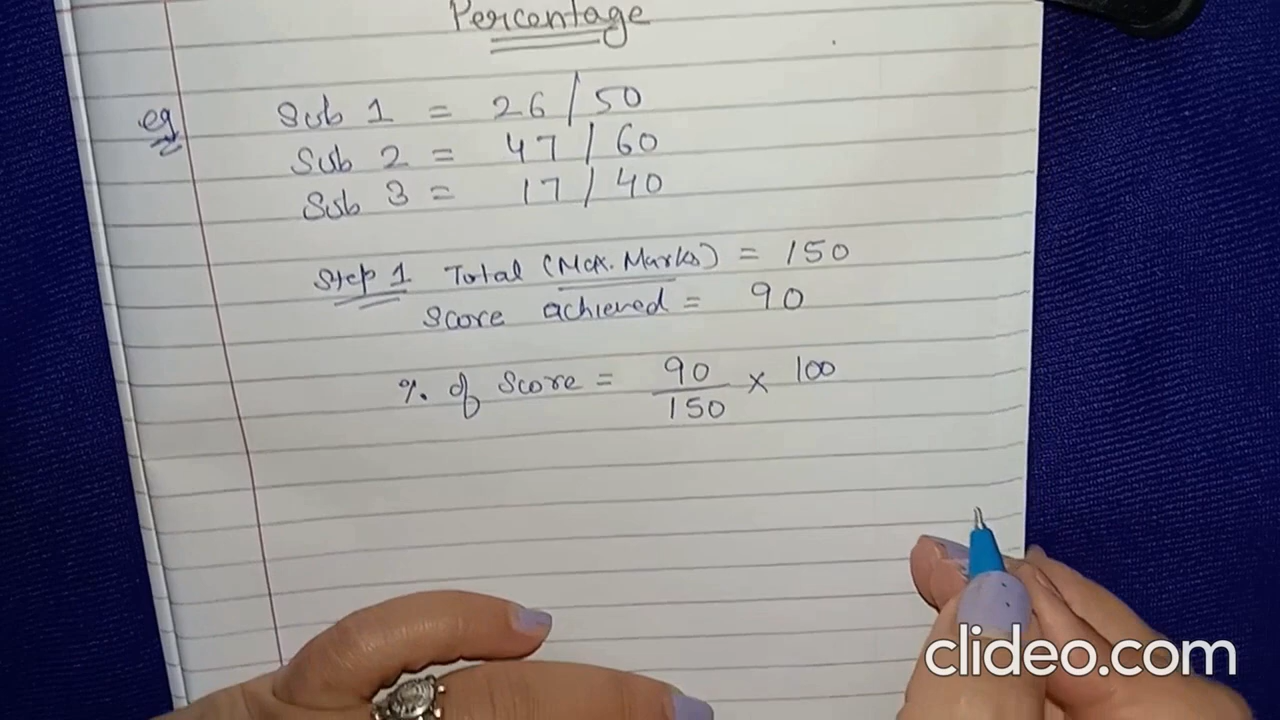 Percentage
eg Sub 1 = 26/50
Sub 2 = 47/60
Sub 3 = 17/40
Step 1 Total (Max. Marks) = 150
Score achieved = 90
% of Score = 90/150 × 100
clideo.com